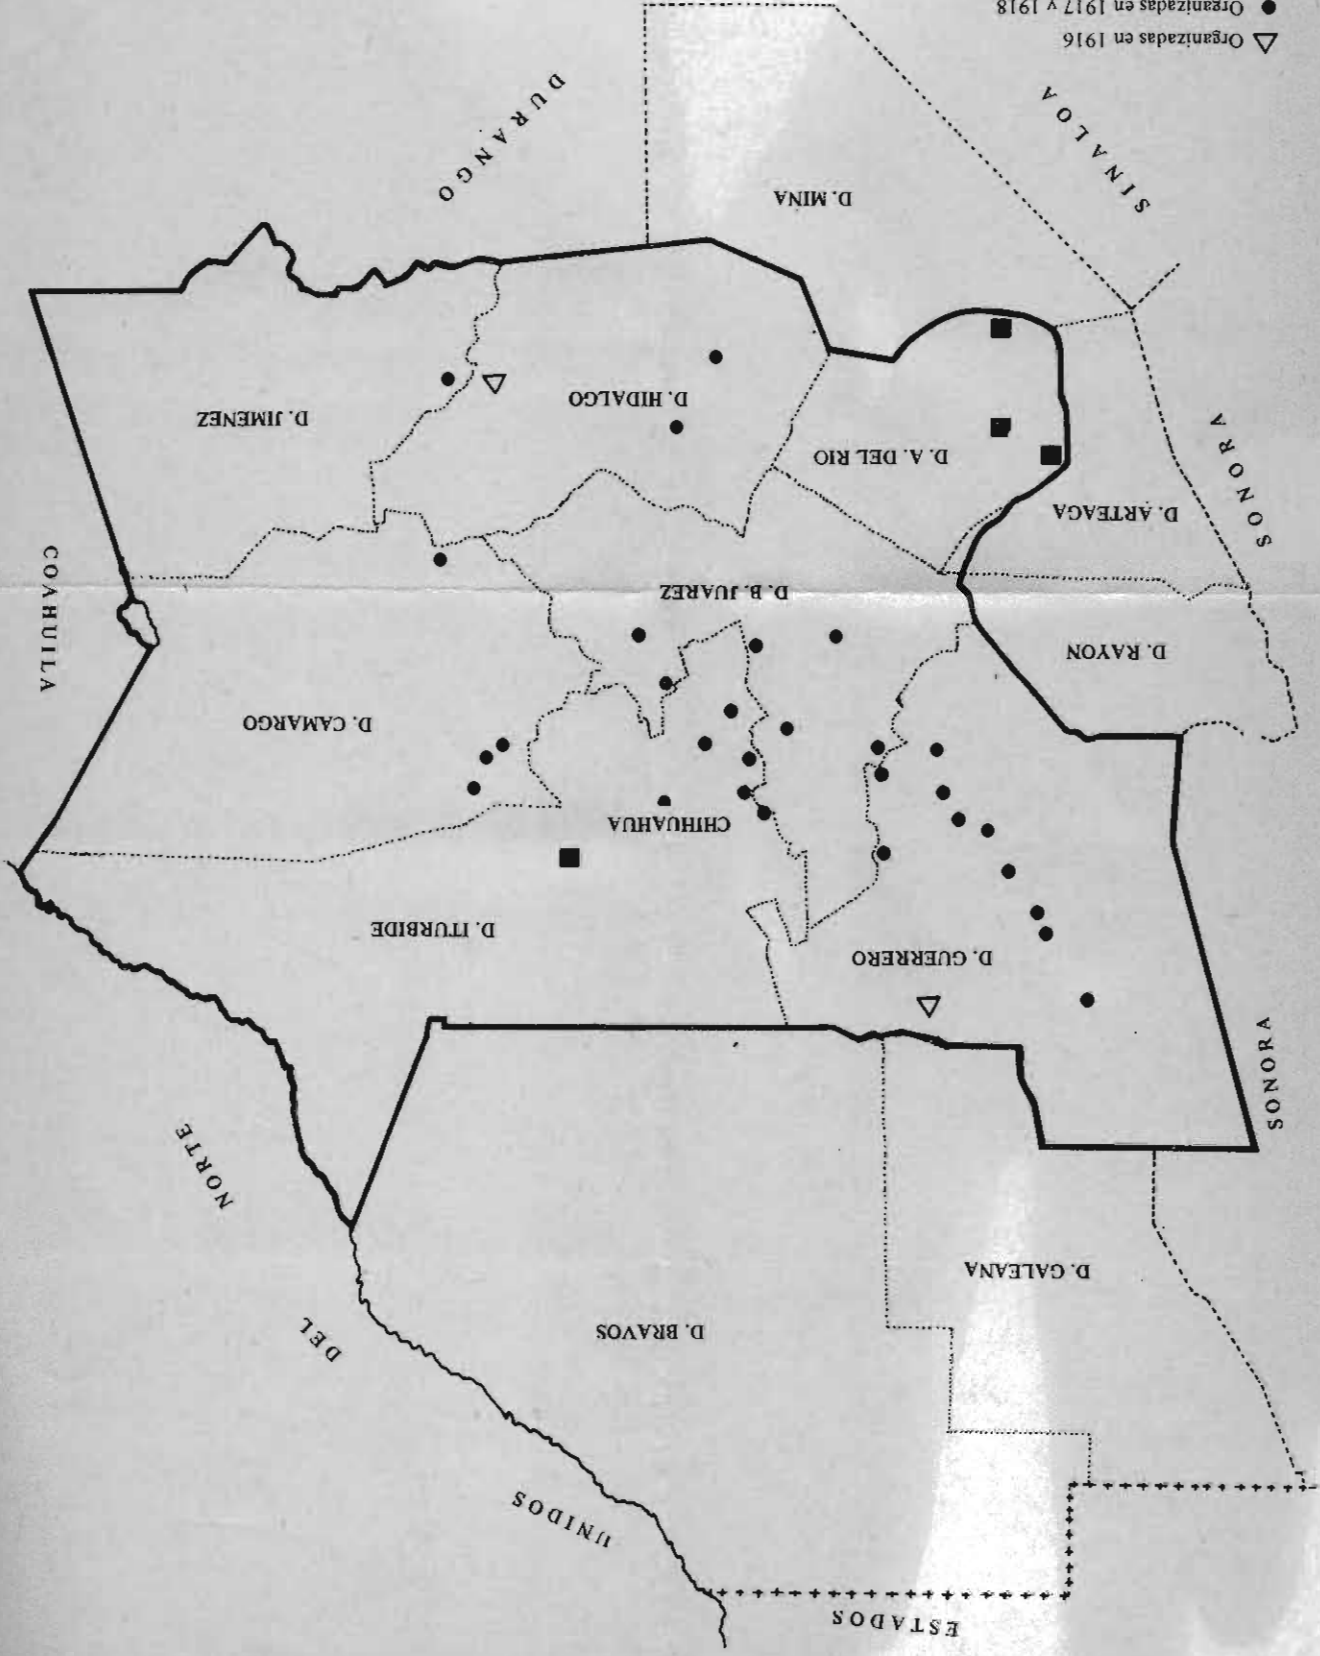 ESTADOS
UNIDOS
DEL
NORTE
D. BRAVOS
D. GALEANA
SONORA
D. GUERRERO
D. ITURBIDE
CHIHUAHUA
D. CAMARGO
D. RAYON
COAHUILA
D. B. JUAREZ
D. ARTEAGA
SONORA
D. A. DEL RIO
D. JIMENEZ
D. HIDALGO
D. MINA
SINALOA
DURANGO
Organizadas en 1916
Organizadas en 1917 y 1918